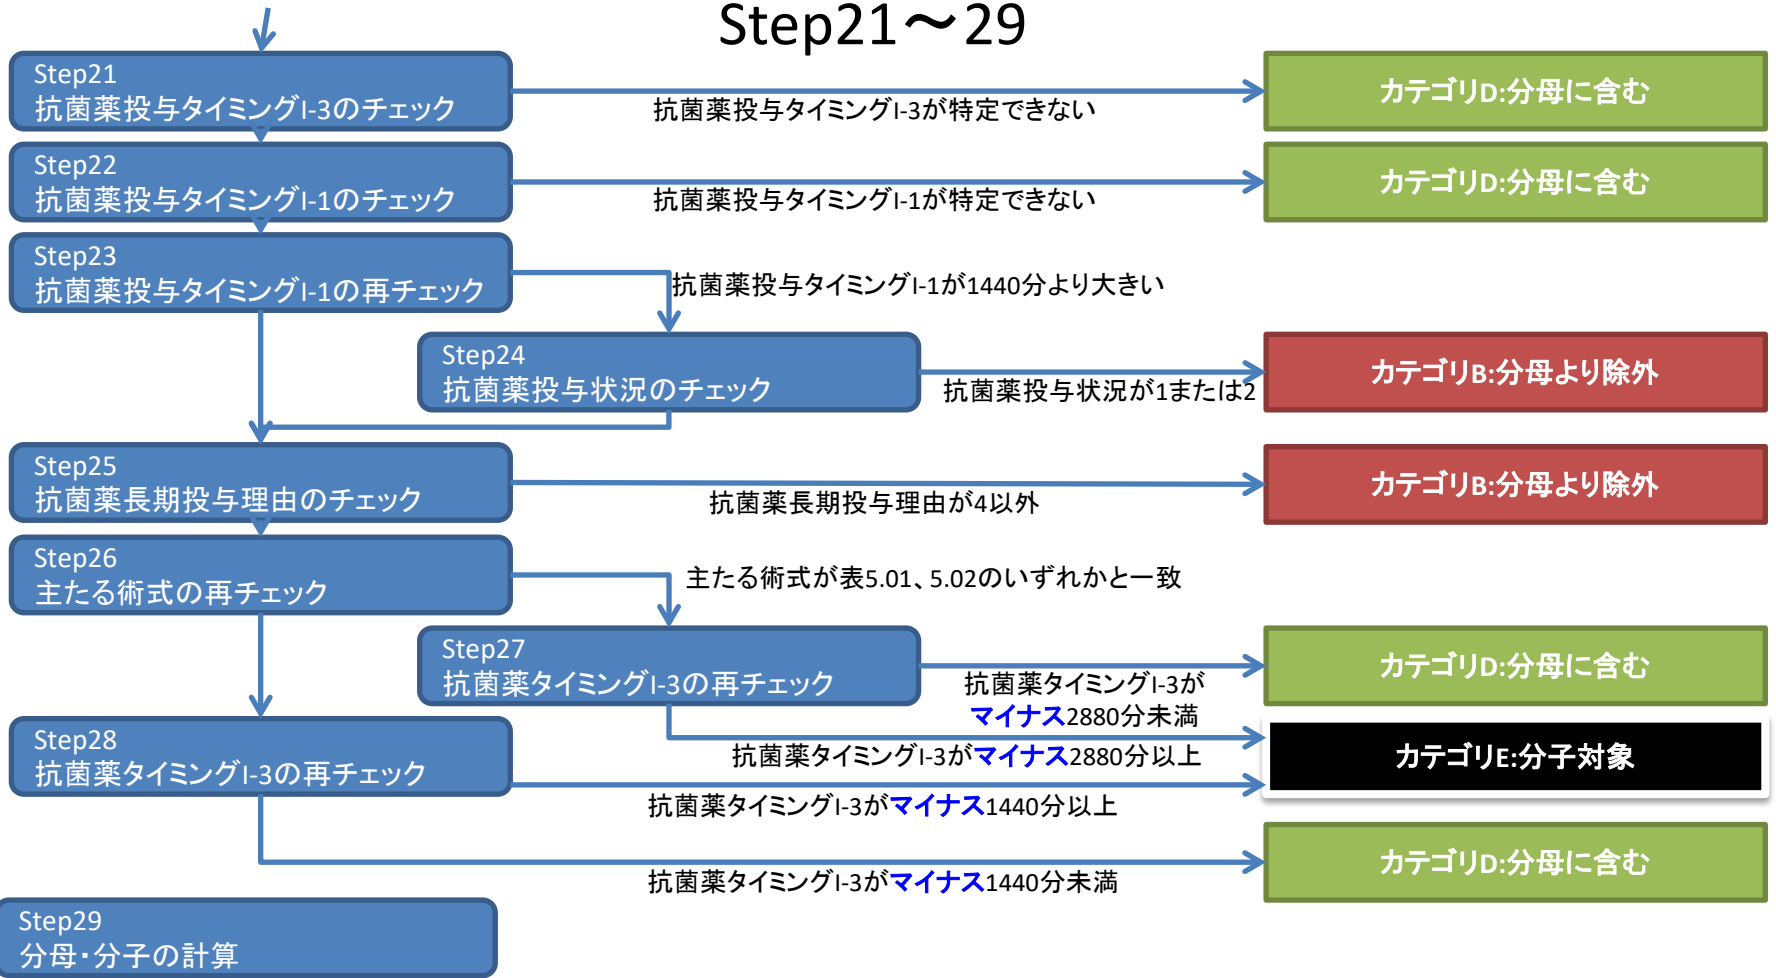 Step21～29
Step21
抗菌薬投与タイミングI-3のチェック
抗菌薬投与タイミングI-3が特定できない
カテゴリD:分母に含む
Step22
抗菌薬投与タイミングI-1のチェック
抗菌薬投与タイミングI-1が特定できない
カテゴリD:分母に含む
Step23
抗菌薬投与タイミングI-1の再チェック
抗菌薬投与タイミングI-1が1440分より大きい
Step24
抗菌薬投与状況のチェック
抗菌薬投与状況が1または2
カテゴリB:分母より除外
Step25
抗菌薬長期投与理由のチェック
抗菌薬長期投与理由が4以外
カテゴリB:分母より除外
Step26
主たる術式の再チェック
主たる術式が表5.01、5.02のいずれかと一致
Step27
抗菌薬タイミングI-3の再チェック
抗菌薬タイミングI-3が
マイナス2880分未満
カテゴリD:分母に含む
抗菌薬タイミングI-3がマイナス2880分以上
カテゴリE:分子対象
Step28
抗菌薬タイミングI-3の再チェック
抗菌薬タイミングI-3がマイナス1440分以上
抗菌薬タイミングI-3がマイナス1440分未満
カテゴリD:分母に含む
Step29
分母・分子の計算